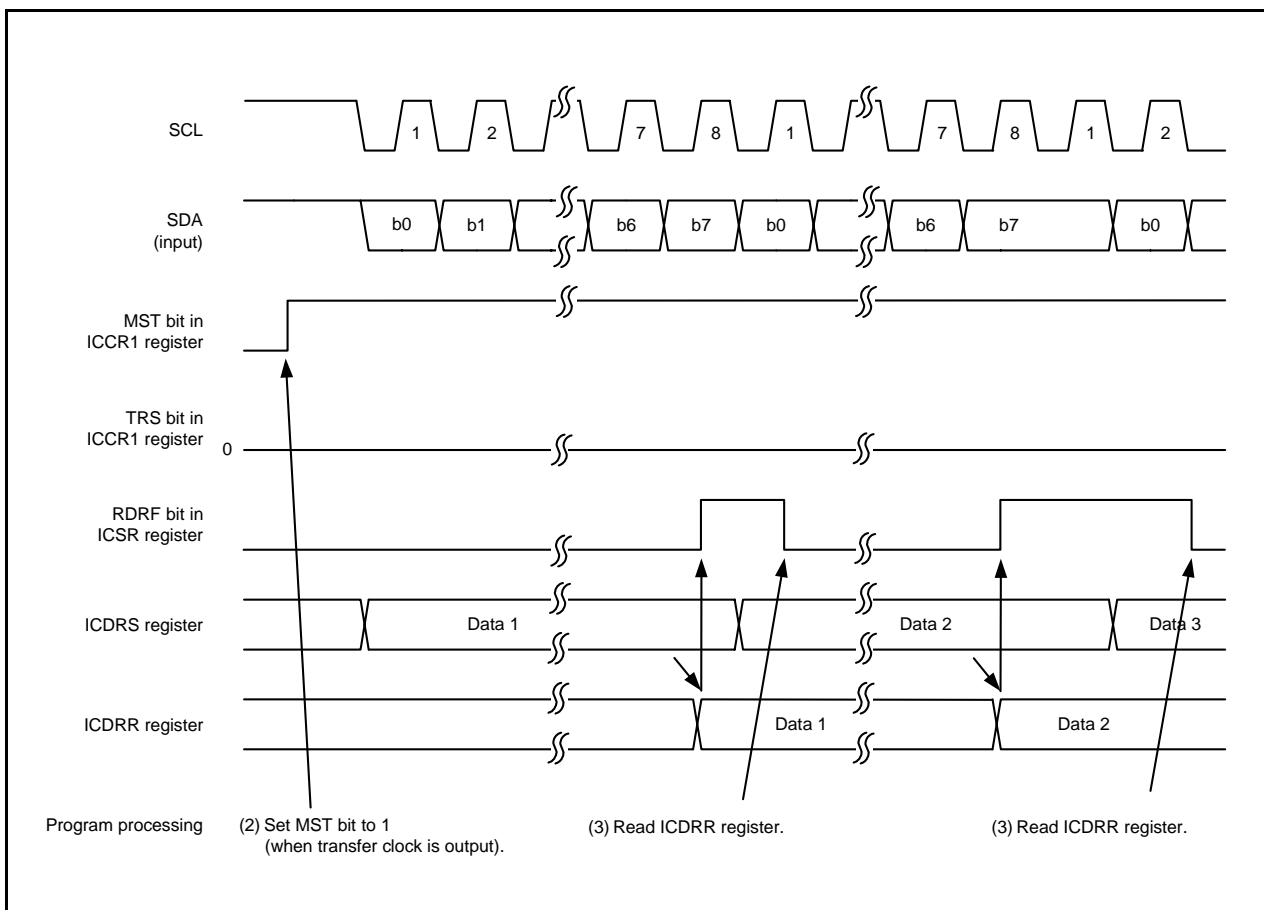 SCL
1 2 7 8 1 7 8 1 2
SDA
(input)
b0 b1 b6 b7 b0 b6 b7 b0
MST bit in
ICCR1 register
TRS bit in
ICCR1 register
0
RDRF bit in
ICSR register
ICDRS register
Data 1 Data 2 Data 3
ICDRR register
Data 1 Data 2
Program processing
(2) Set MST bit to 1
(when transfer clock is output).
(3) Read ICDRR register.
(3) Read ICDRR register.